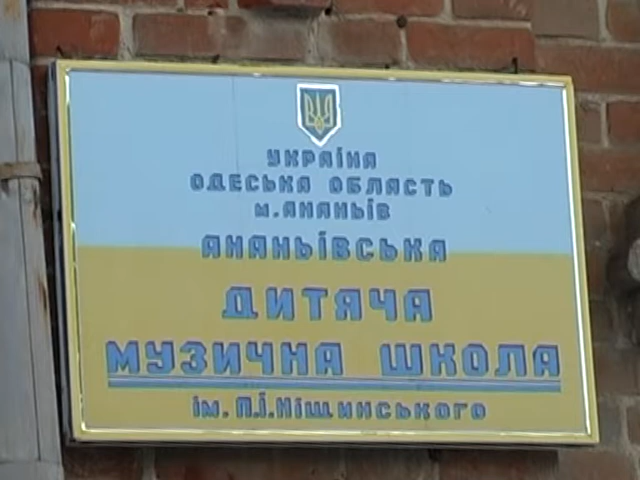 УКРАЇНА
ОДЕСЬКА ОБЛАСТЬ
м.АНАНЬЇВ
АНАНЬЇВСЬКА
ДИТЯЧА
МУЗИЧНА ШКОЛА
ім. П.І.Ніщинського